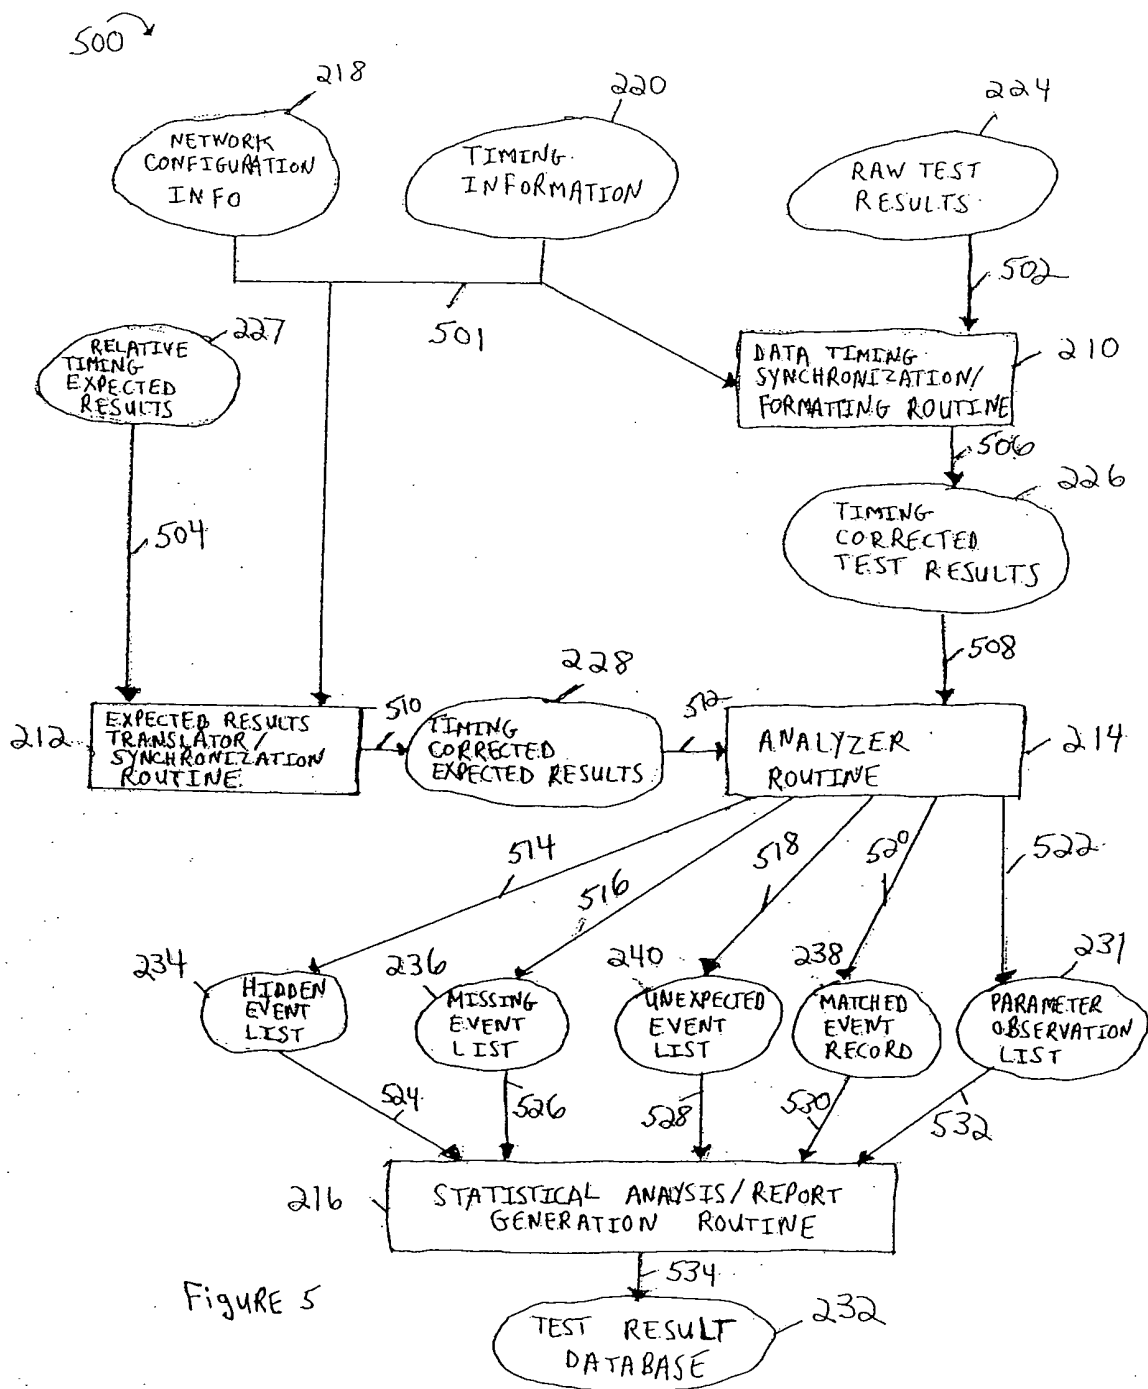 500
218
220
224
NETWORK
CONFIGURATION
INFO
TIMING
INFORMATION
RAW TEST
RESULTS
502
501
227
RELATIVE
TIMING
EXPECTED
RESULTS
DATA TIMING
SYNCHRONIZATION/
FORMATTING ROUTINE
210
506
226
504
TIMING
CORRECTED
TEST RESULTS
508
228
212
EXPECTED RESULTS
TRANSLATOR/
SYNCHRONIZATION
ROUTINE
510
TIMING
CORRECTED
EXPECTED RESULTS
512
ANALYZER
ROUTINE
214
514
516
518
520
522
234
HIDDEN
EVENT
LIST
236
MISSING
EVENT
LIST
240
UNEXPECTED
EVENT
LIST
238
MATCHED
EVENT
RECORD
231
PARAMETER
OBSERVATION
LIST
524
526
528
530
532
216
STATISTICAL ANALYSIS/REPORT
GENERATION ROUTINE
534
FIGURE 5
TEST RESULT
DATABASE
232